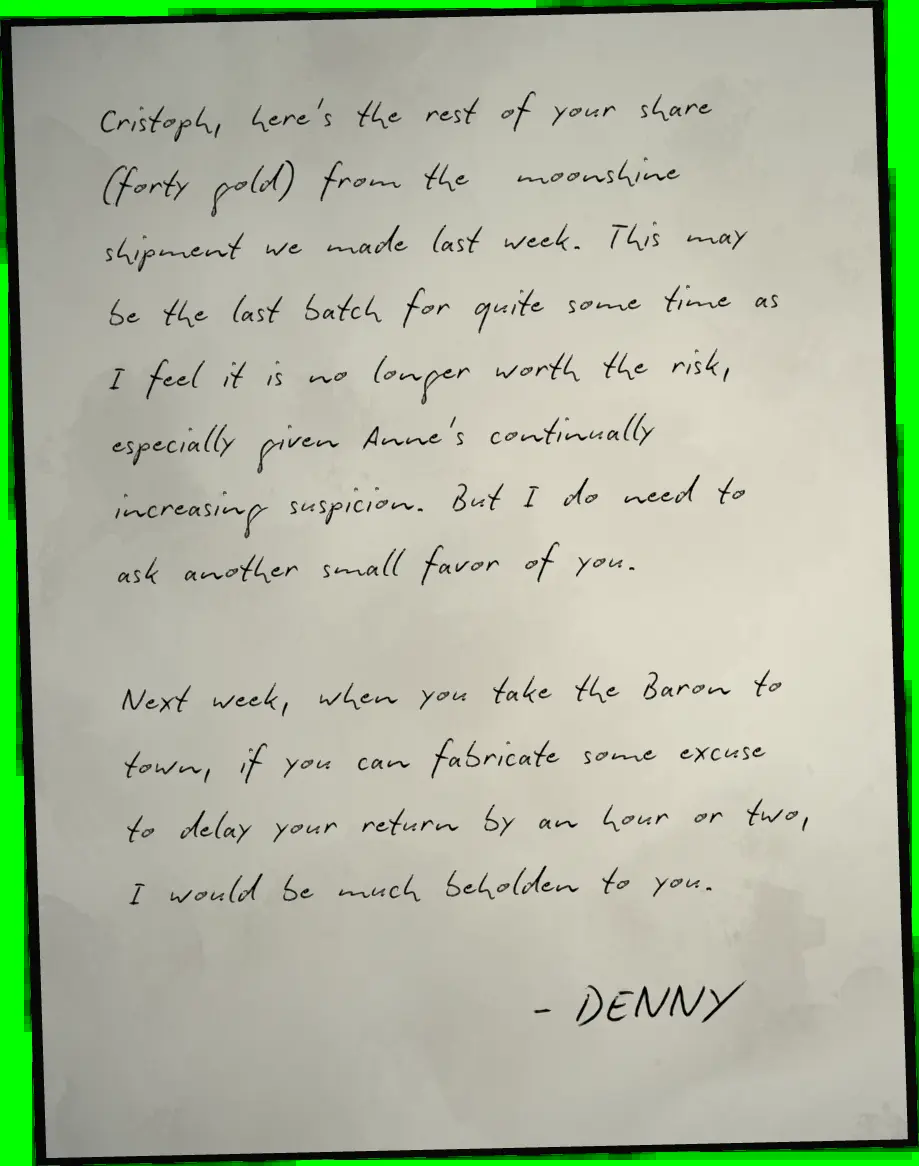 Cristoph, here's the rest of your share
(forty gold) from the moonshine
shipment we made last week. This may
be the last batch for quite some time as
I feel it is no longer worth the risk,
especially given Anne's continually
increasing suspicion. But I do need to
ask another small favor of you.
Next week, when you take the Baron to
town, if you can fabricate some excuse
to delay your return by an hour or two,
I would be much beholden to you.
- DENNY